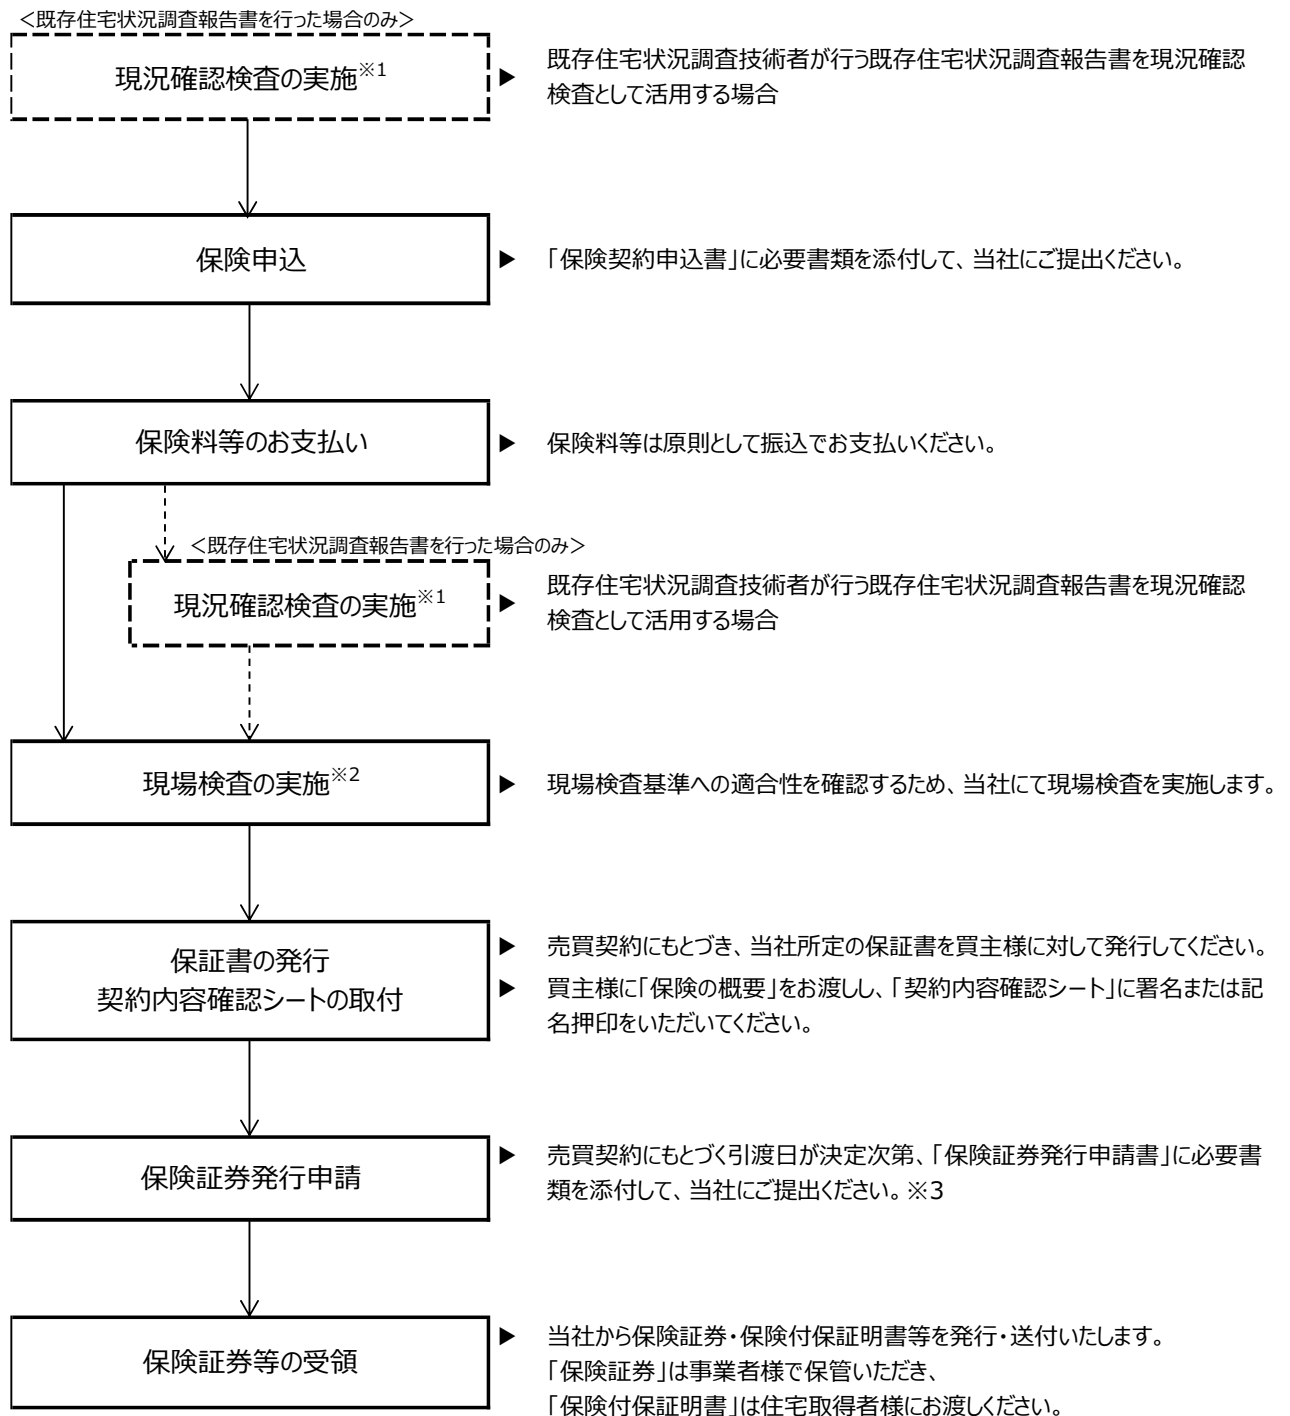 <既存住宅状況調査報告書を行った場合のみ>
現況確認検査の実施※1
▶ 既存住宅状況調査技術者が行う既存住宅状況調査報告書を現況確認
検査として活用する場合
保険申込
▶ 「保険契約申込書」に必要書類を添付して、当社にご提出ください。
保険料等のお支払い
▶ 保険料等は原則として振込でお支払いください。
<既存住宅状況調査報告書を行った場合のみ>
現況確認検査の実施※1
▶ 既存住宅状況調査技術者が行う既存住宅状況調査報告書を現況確認
検査として活用する場合
現場検査の実施※2
▶ 現場検査基準への適合性を確認するため、当社にて現場検査を実施します。
保証書の発行
契約内容確認シートの取付
▶ 売買契約にもとづき、当社所定の保証書を買主様に対して発行してください。
▶ 買主様に「保険の概要」をお渡しし、「契約内容確認シート」に署名または記
名押印をいただいてください。
保険証券発行申請
▶ 売買契約にもとづく引渡日が決定次第、「保険証券発行申請書」に必要書
類を添付して、当社にご提出ください。※3
保険証券等の受領
▶ 当社から保険証券・保険付保証明書等を発行・送付いたします。
「保険証券」は事業者様で保管いただき、
「保険付保証明書」は住宅取得者様にお渡しください。